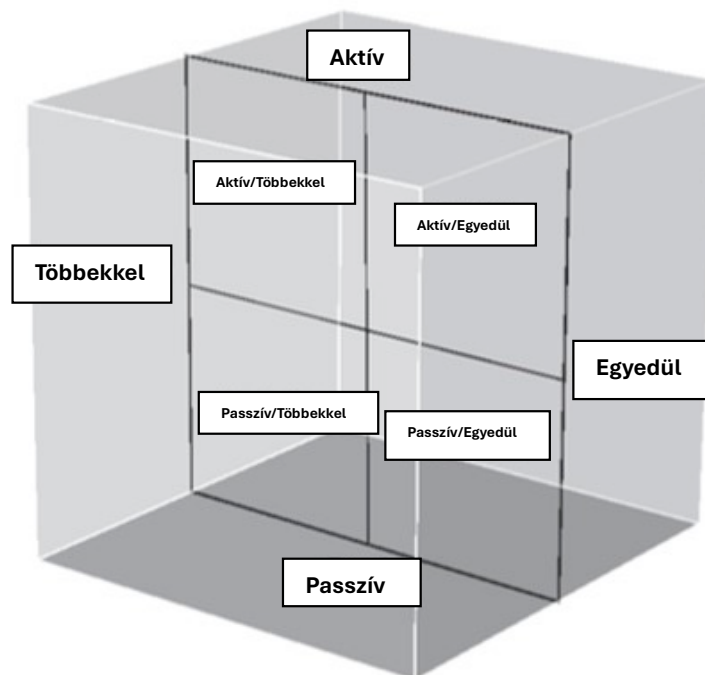 Aktív
Aktív/Többekkel
Aktív/Egyedül
Többekkel
Egyedül
Passzív/Többekkel
Passzív/Egyedül
Passzív